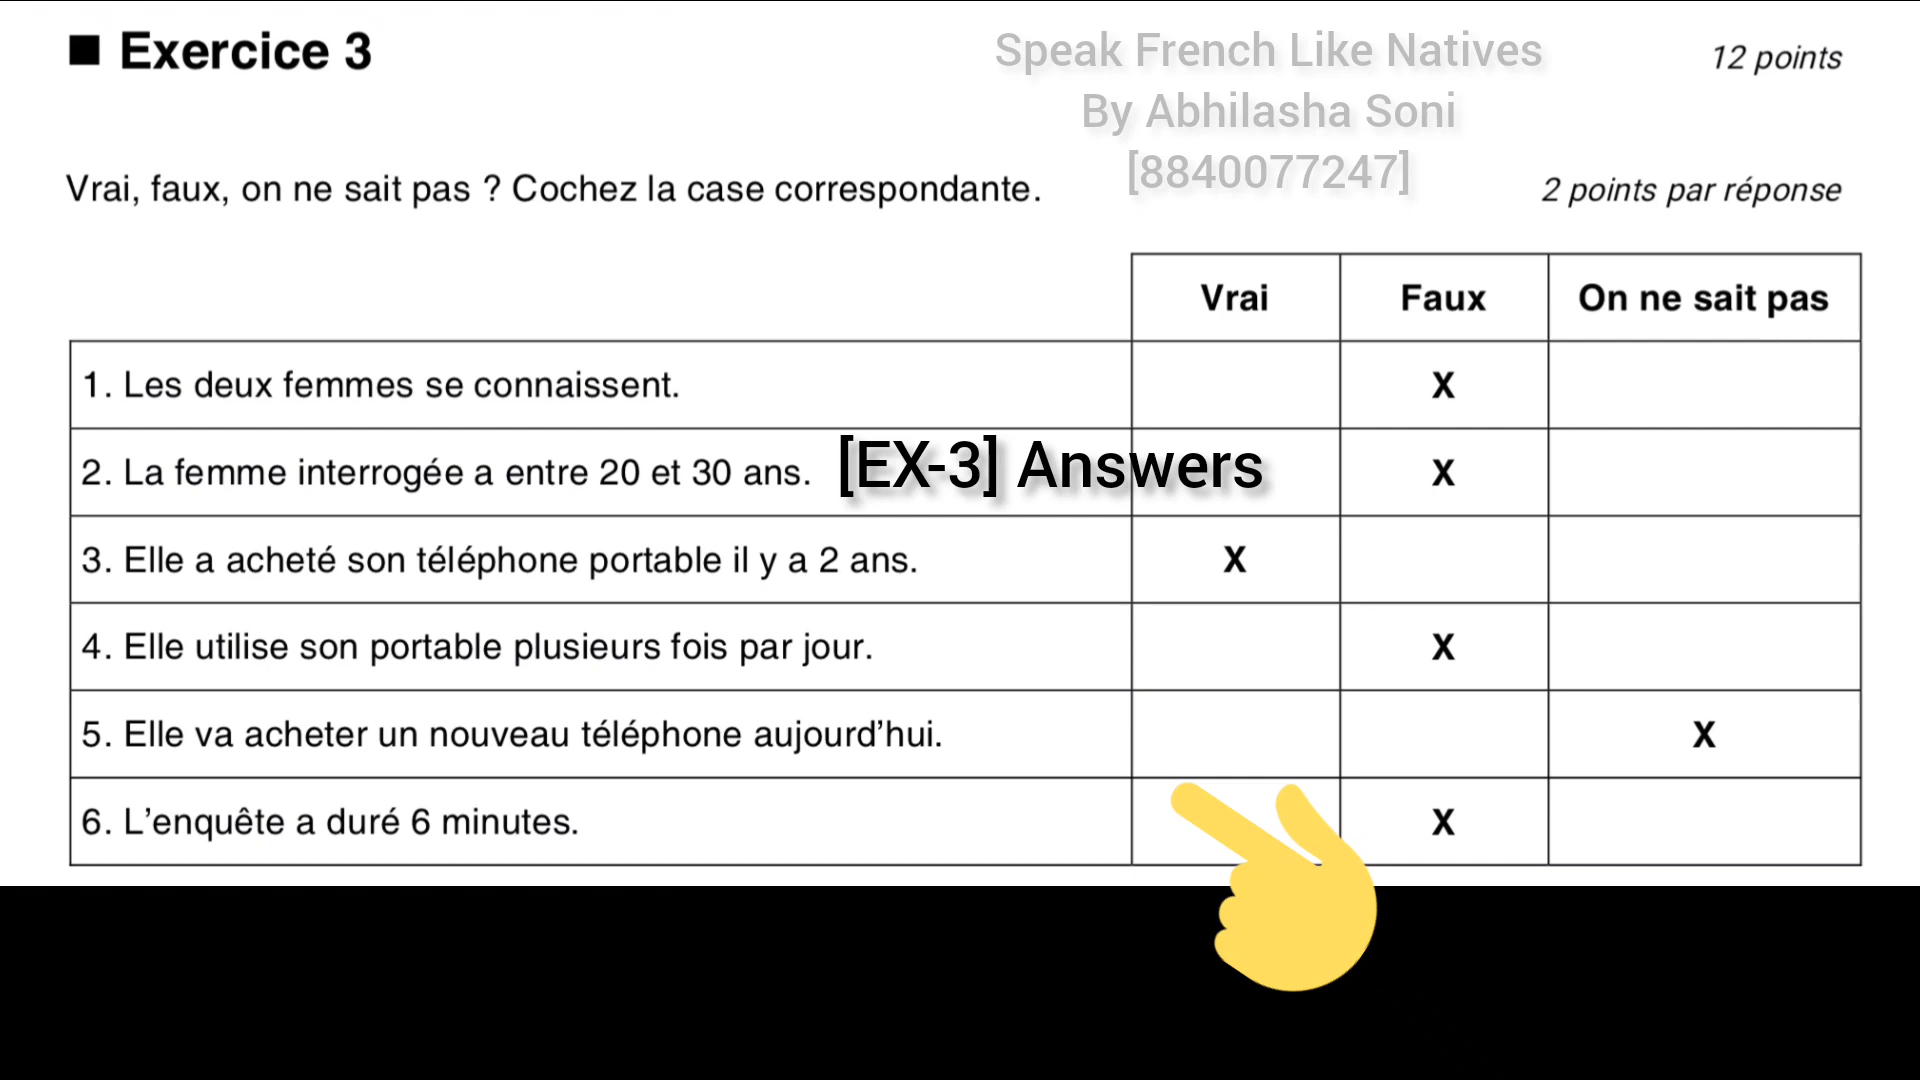 ■ Exercice 3
Speak French Like Natives
By Abhilasha Soni
[8840077247]
12 points
Vrai, faux, on ne sait pas ? Cochez la case correspondante.
2 points par réponse
Vrai Faux On ne sait pas
1. Les deux femmes se connaissent. X
2. La femme interrogée a entre 20 et 30 ans. X
[EX-3] Answers
3. Elle a acheté son téléphone portable il y a 2 ans. X
4. Elle utilise son portable plusieurs fois par jour. X
5. Elle va acheter un nouveau téléphone aujourd’hui. X
6. L’enquête a duré 6 minutes. X